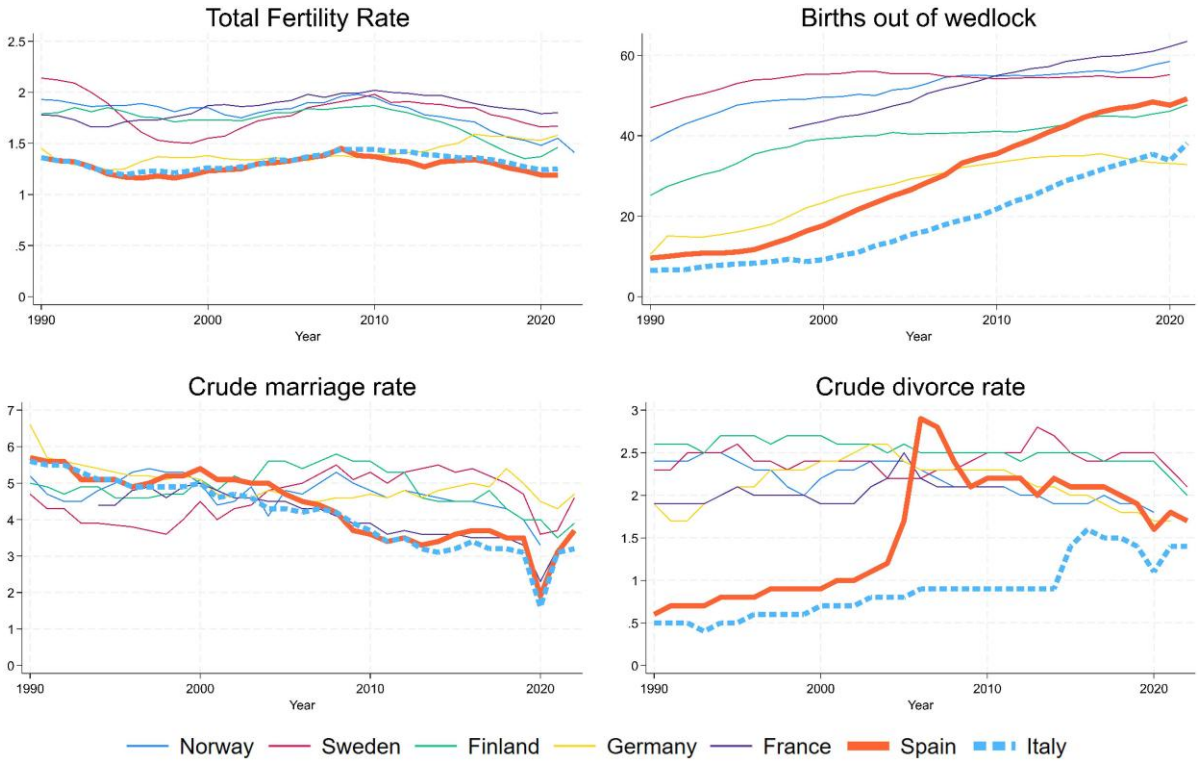 Total Fertility Rate
2.5
2
1.5
1
.5
0
1990 2000 2010 2020
Year
Births out of wedlock
60
40
20
0
1990 2000 2010 2020
Year
Crude marriage rate
7
6
5
4
3
2
1
0
1990 2000 2010 2020
Year
Crude divorce rate
3
2.5
2
1.5
1
.5
0
1990 2000 2010 2020
Year
Norway Sweden Finland Germany France Spain Italy